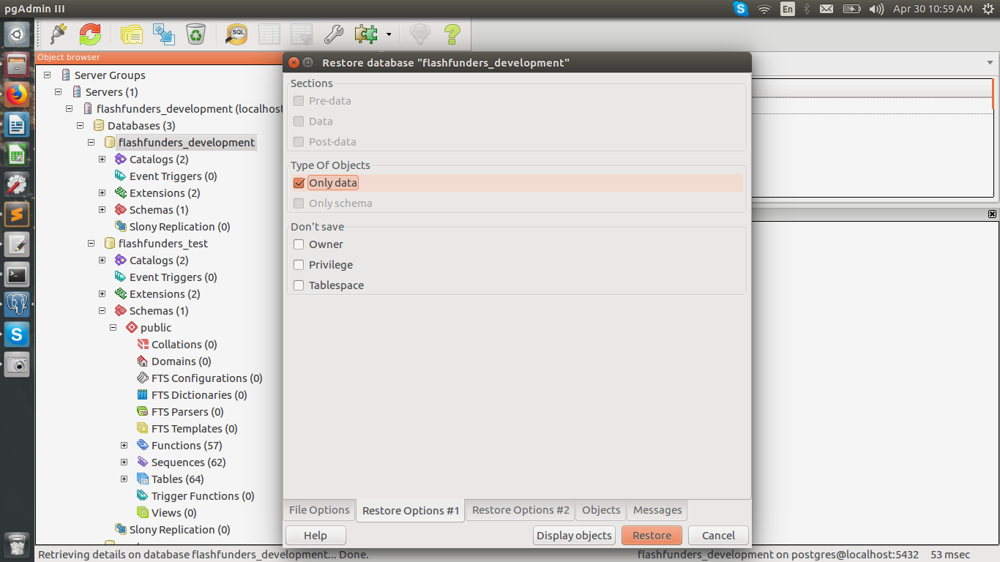 pgAdmin III
En
Apr 30 10:59 AM
SQL
Object browser
Server Groups
Servers (1)
flashfunders_development (localhost
Databases (3)
flashfunders_development
Catalogs (2)
Event Triggers (0)
Extensions (2)
Schemas (1)
Slony Replication (0)
flashfunders_test
Catalogs (2)
Event Triggers (0)
Extensions (2)
Schemas (1)
public
Collations (0)
Domains (0)
FTS Configurations (0)
FTS Dictionaries (0)
FTS Parsers (0)
FTS Templates (0)
Functions (57)
Sequences (62)
Tables (64)
Trigger Functions (0)
Views (0)
Slony Replication (0)
Restore database "flashfunders_development"
Sections
Pre-data
Data
Post-data
Type Of Objects
Only data
Only schema
Don't save
Owner
Privilege
Tablespace
File Options
Restore Options #1
Restore Options #2
Objects
Messages
Help
Display objects
Restore
Cancel
Retrieving details on database flashfunders_development... Done.
flashfunders_development on postgres@localhost:5432
53 msec